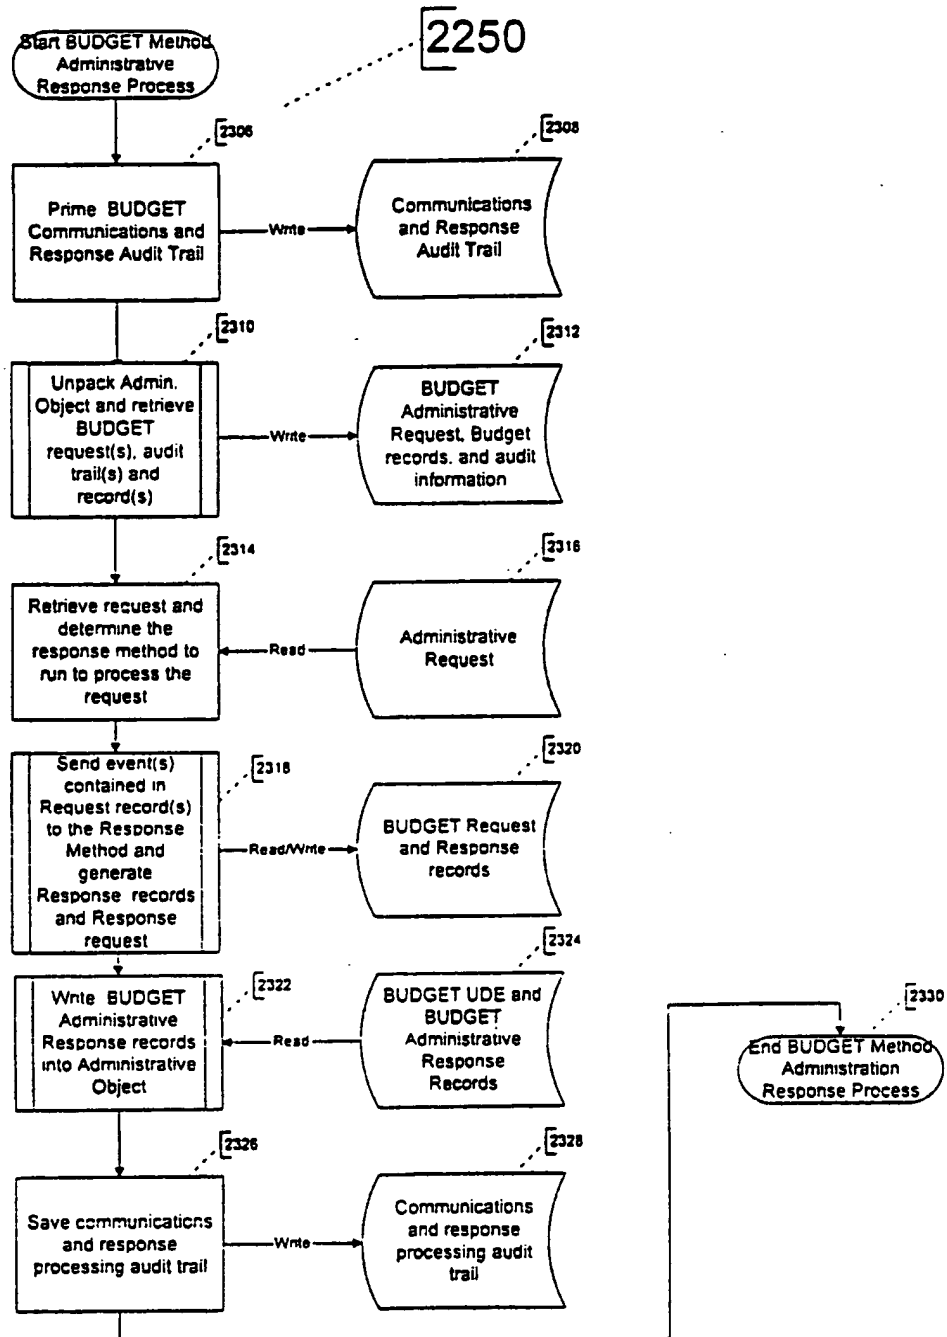 2250
Start BUDGET Method
Administrative
Response Process
2306
2308
Prime BUDGET
Communications and
Response Audit Trail
Write
Communications
and Response
Audit Trail
2310
2312
Unpack Admin.
Object and retrieve
BUDGET
request(s), audit
trail(s) and
record(s)
Write
BUDGET
Administrative
Request, Budget
records, and audit
information
2314
2316
Retrieve request and
determine the
response method to
run to process the
request
Read
Administrative
Request
2318
2320
Send event(s)
contained in
Request record(s)
to the Response
Method and
generate
Response records
and Response
request
Read/Write
BUDGET Request
and Response
records
2322
2324
Write BUDGET
Administrative
Response records
into Administrative
Object
Read
BUDGET UDE and
BUDGET
Administrative
Response
Records
2330
End BUDGET Method
Administration
Response Process
2326
2328
Save communications
and response
processing audit trail
Write
Communications
and response
processing audit
trail